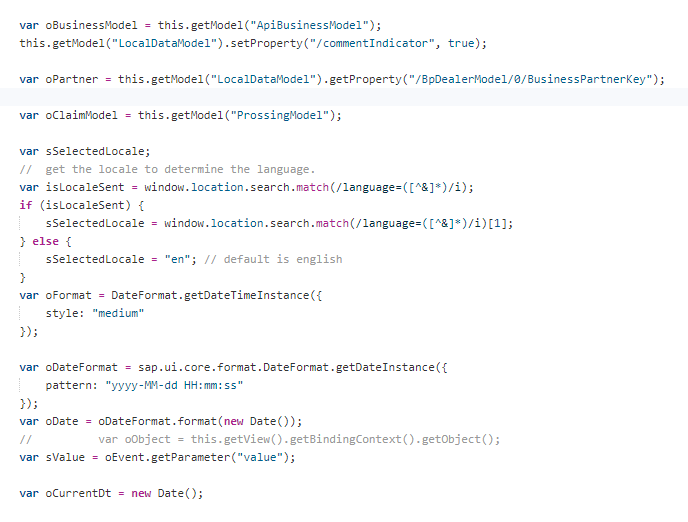 var oBusinessModel = this.getModel("ApiBusinessModel");
this.getModel("LocalDataModel").setProperty("/commentIndicator", true);
var oPartner = this.getModel("LocalDataModel").getProperty("/BpDealerModel/0/BusinessPartnerKey");
var oClaimModel = this.getModel("ProssingModel");
var sSelectedLocale;
//  get the locale to determine the language.
var isLocaleSent = window.location.search.match(/language=([^&]*)/i);
if (isLocaleSent) {
    sSelectedLocale = window.location.search.match(/language=([^&]*)/i)[1];
} else {
    sSelectedLocale = "en"; // default is english
}
var oFormat = DateFormat.getDateTimeInstance({
    style: "medium"
});
var oDateFormat = sap.ui.core.format.DateFormat.getDateInstance({
    pattern: "yyyy-MM-dd HH:mm:ss"
});
var oDate = oDateFormat.format(new Date());
//          var oObject = this.getView().getBindingContext().getObject();
var sValue = oEvent.getParameter("value");
var oCurrentDt = new Date();